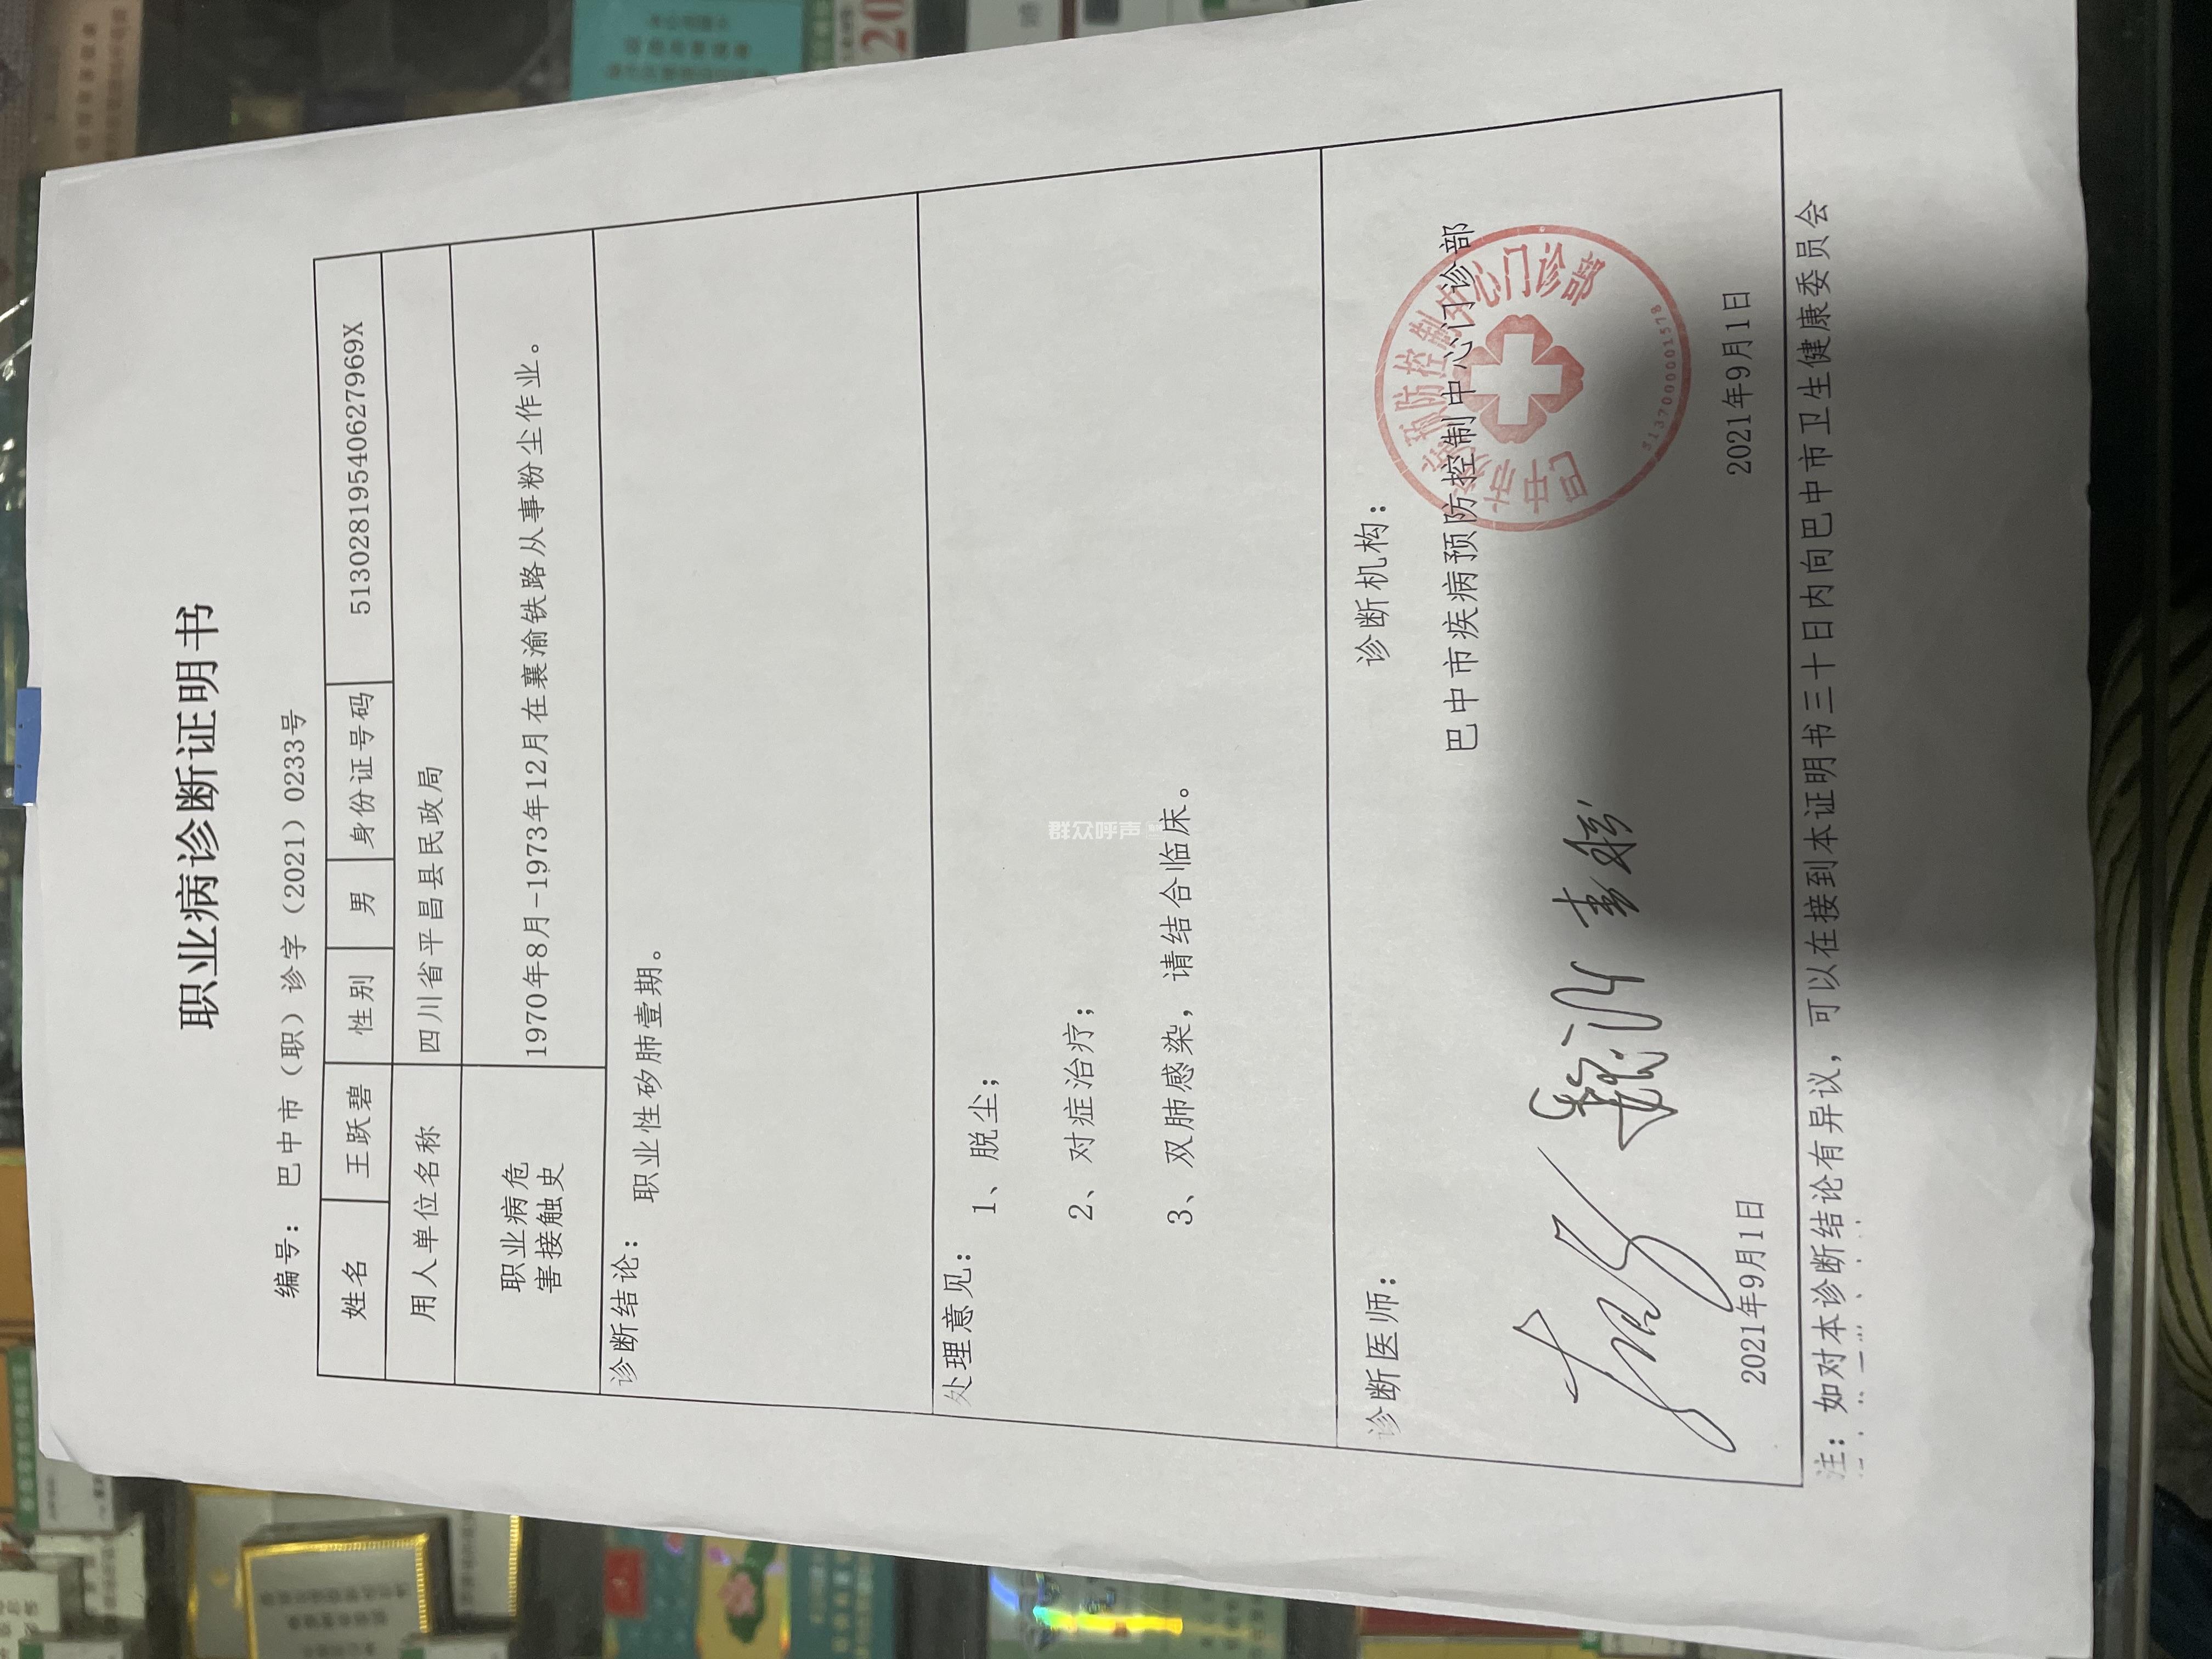 职业病诊断证明书
编号：巴中市（职）诊字（2021）0233号
姓名 王跃碧 性别 男 身份证号码 51302819540627969X
用人单位名称 四川省平昌县民政局
职业病危害接触史 1970年8月-1973年12月在襄渝铁路从事粉尘作业。
诊断结论：
职业性矽肺壹期。
处理意见：
1、脱尘；
2、对症治疗；
3、双肺感染，请结合临床。
群众呼声
诊断医师： 诊断机构：
巴中市疾病预防控制中心门诊部
2021年9月1日 2021年9月1日
注：如对本诊断结论有异议，可以在接到本证明书三十日内向巴中市卫生健康委员会